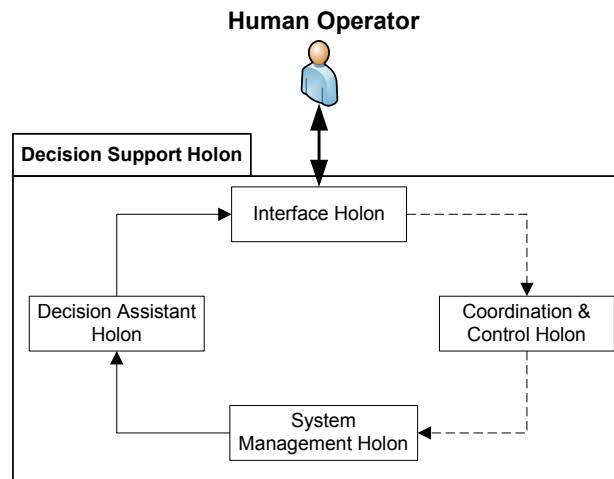 Human Operator
Decision Support Holon
Interface Holon
Decision Assistant
Holon
Coordination &
Control Holon
System
Management Holon